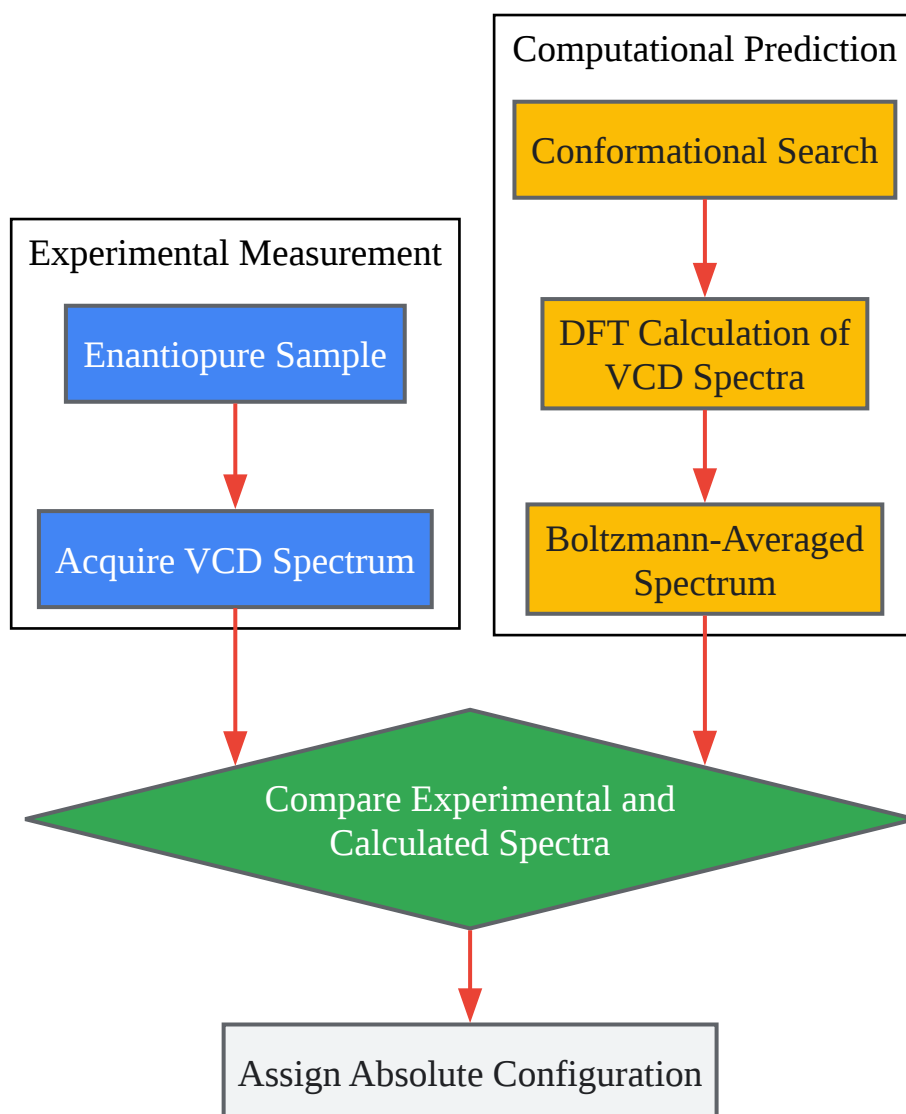 Computational Prediction
Conformational Search
DFT Calculation of
VCD Spectra
Boltzmann-Averaged
Spectrum
Experimental Measurement
Enantiopure Sample
Acquire VCD Spectrum
Compare Experimental and
Calculated Spectra
Assign Absolute Configuration